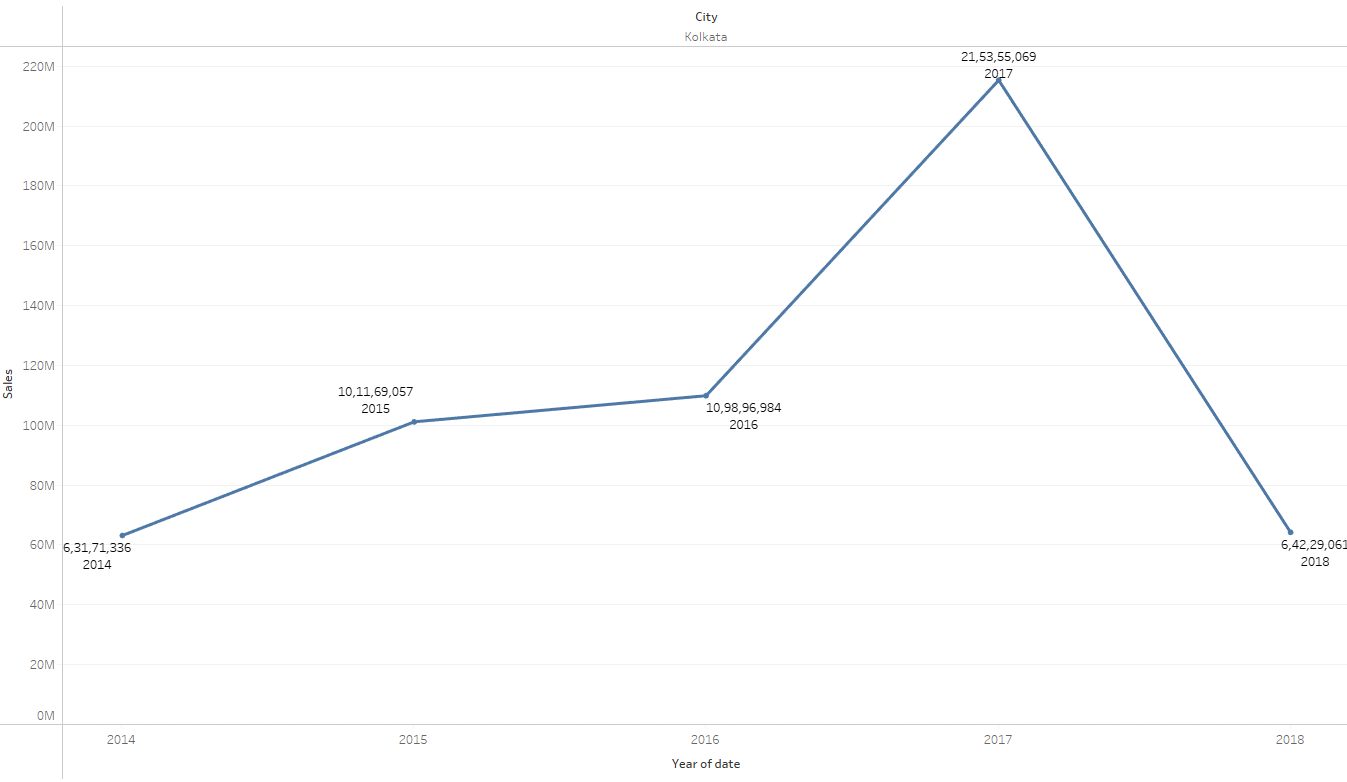 City
Kolkata
220M
200M
180M
160M
140M
120M
100M
80M
60M
40M
20M
0M
Sales
21,53,55,069
2017
10,11,69,057
2015
10,98,96,984
2016
6,31,71,336
2014
6,42,29,061
2018
2014
2015
2016
2017
2018
Year of date